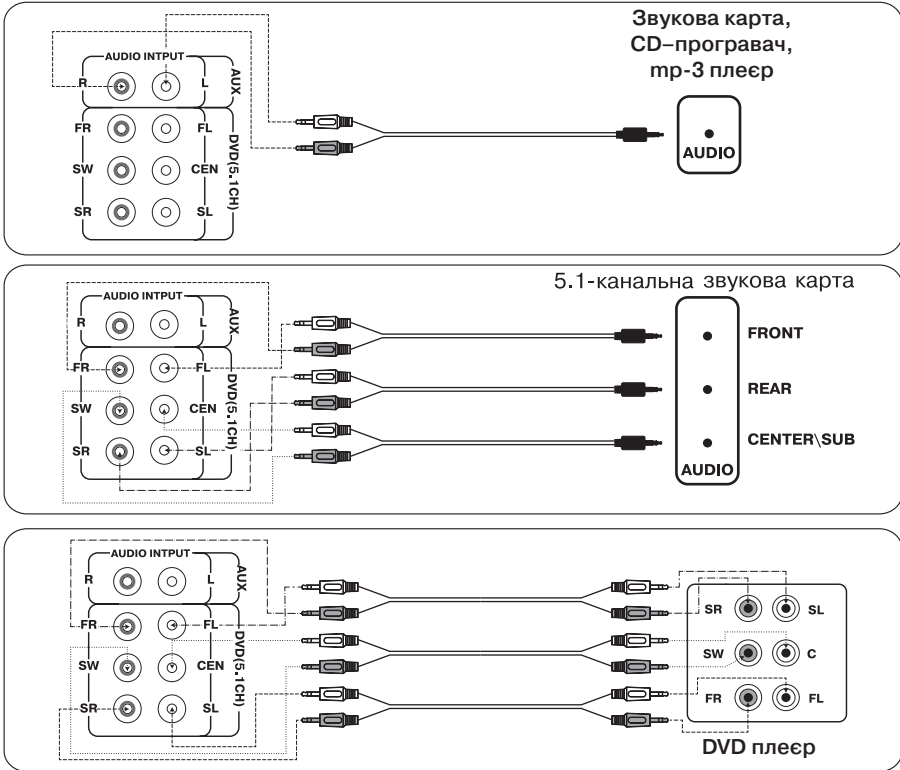 Звукова карта,
CD–програвач,
mp-3 плеєр
AUDIO INTPUT
R L AUX
FR FL
SW CEN DVD(5.1CH)
SR SL
AUDIO
5.1-канальна звукова карта
AUDIO INTPUT
R L AUX
FR FL
SW CEN DVD(5.1CH)
SR SL
FRONT
REAR
CENTER\SUB
AUDIO
AUDIO INTPUT
R L AUX
FR FL
SW CEN DVD(5.1CH)
SR SL
SR SL
SW C
FR FL
DVD плеєр